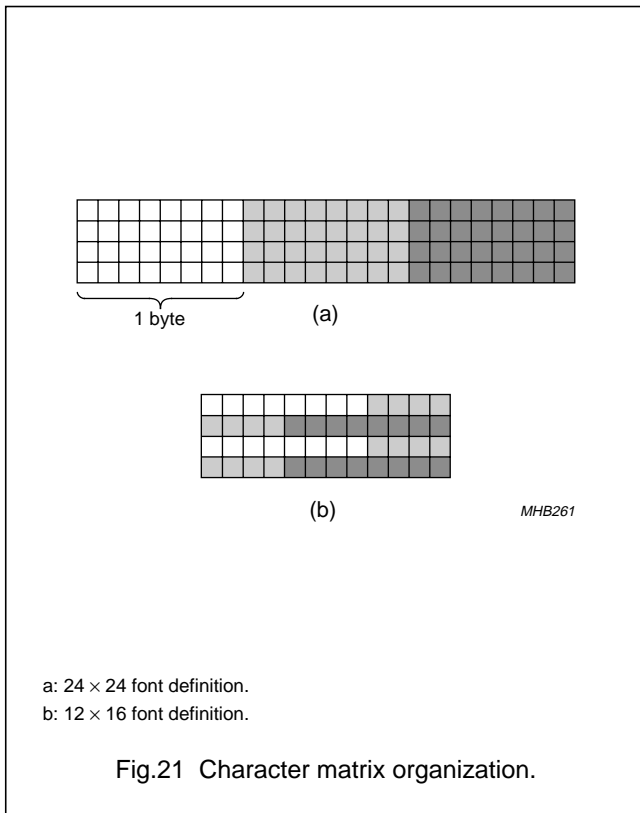 1 byte
(a)
(b)
MHB261
a: 24 × 24 font definition.
b: 12 × 16 font definition.
Fig.21 Character matrix organization.